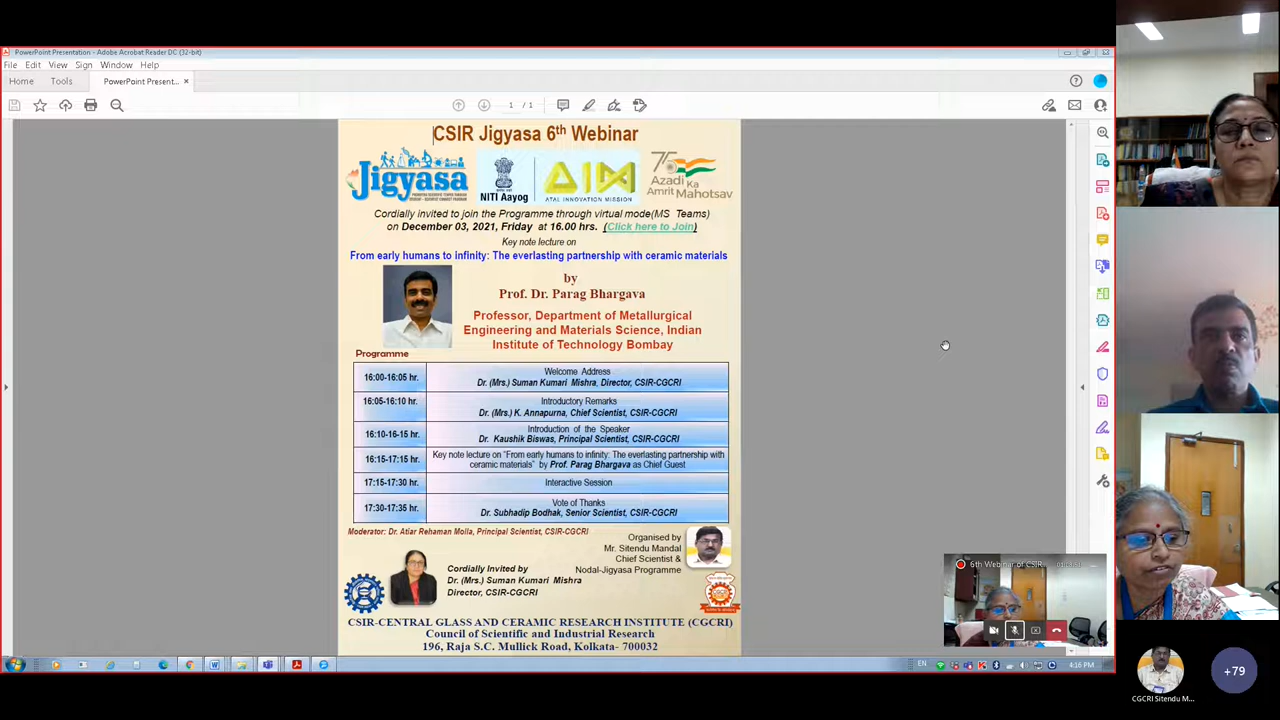 PowerPoint Presentation - Adobe Acrobat Reader DC (32-bit)
File Edit View Sign Window Help
Home Tools PowerPoint Present... ×
1 / 1
CSIR Jigyasa 6th Webinar
Jigyasa
NITI Aayog
AIM
ATAL INNOVATION MISSION
75
Azadi Ka
Amrit Mahotsav
Cordially invited to join the Programme through virtual mode(MS Teams)
on December 03, 2021, Friday at 16.00 hrs. (Click here to Join)
Key note lecture on
From early humans to infinity: The everlasting partnership with ceramic materials
by
Prof. Dr. Parag Bhargava
Professor, Department of Metallurgical
Engineering and Materials Science, Indian
Institute of Technology Bombay
Programme
16:00-16:05 hr. Welcome Address
Dr. (Mrs.) Suman Kumari Mishra, Director, CSIR-CGCRI
16:05-16:10 hr. Introductory Remarks
Dr. (Mrs.) K. Annapurna, Chief Scientist, CSIR-CGCRI
16:10-16-15 hr. Introduction of the Speaker
Dr. Kaushik Biswas, Principal Scientist, CSIR-CGCRI
16:15-17:15 hr. Key note lecture on "From early humans to infinity: The everlasting partnership with
ceramic materials" by Prof. Parag Bhargava as Chief Guest
17:15-17:30 hr. Interactive Session
17:30-17:35 hr. Vote of Thanks
Dr. Subhadip Bodhak, Senior Scientist, CSIR-CGCRI
Moderator: Dr. Atiar Rehaman Molla, Principal Scientist, CSIR-CGCRI
Organised by
Mr. Sitendu Mandal
Chief Scientist &
Nodal-Jigyasa Programme
Cordially Invited by
Dr. (Mrs.) Suman Kumari Mishra
Director, CSIR-CGCRI
CSIR-CENTRAL GLASS AND CERAMIC RESEARCH INSTITUTE (CGCRI)
Council of Scientific and Industrial Research
196, Raja S.C. Mullick Road, Kolkata- 700032
6th Webinar of CSIR...
EN
4:16 PM
CGCRI Sitendu M...
+79